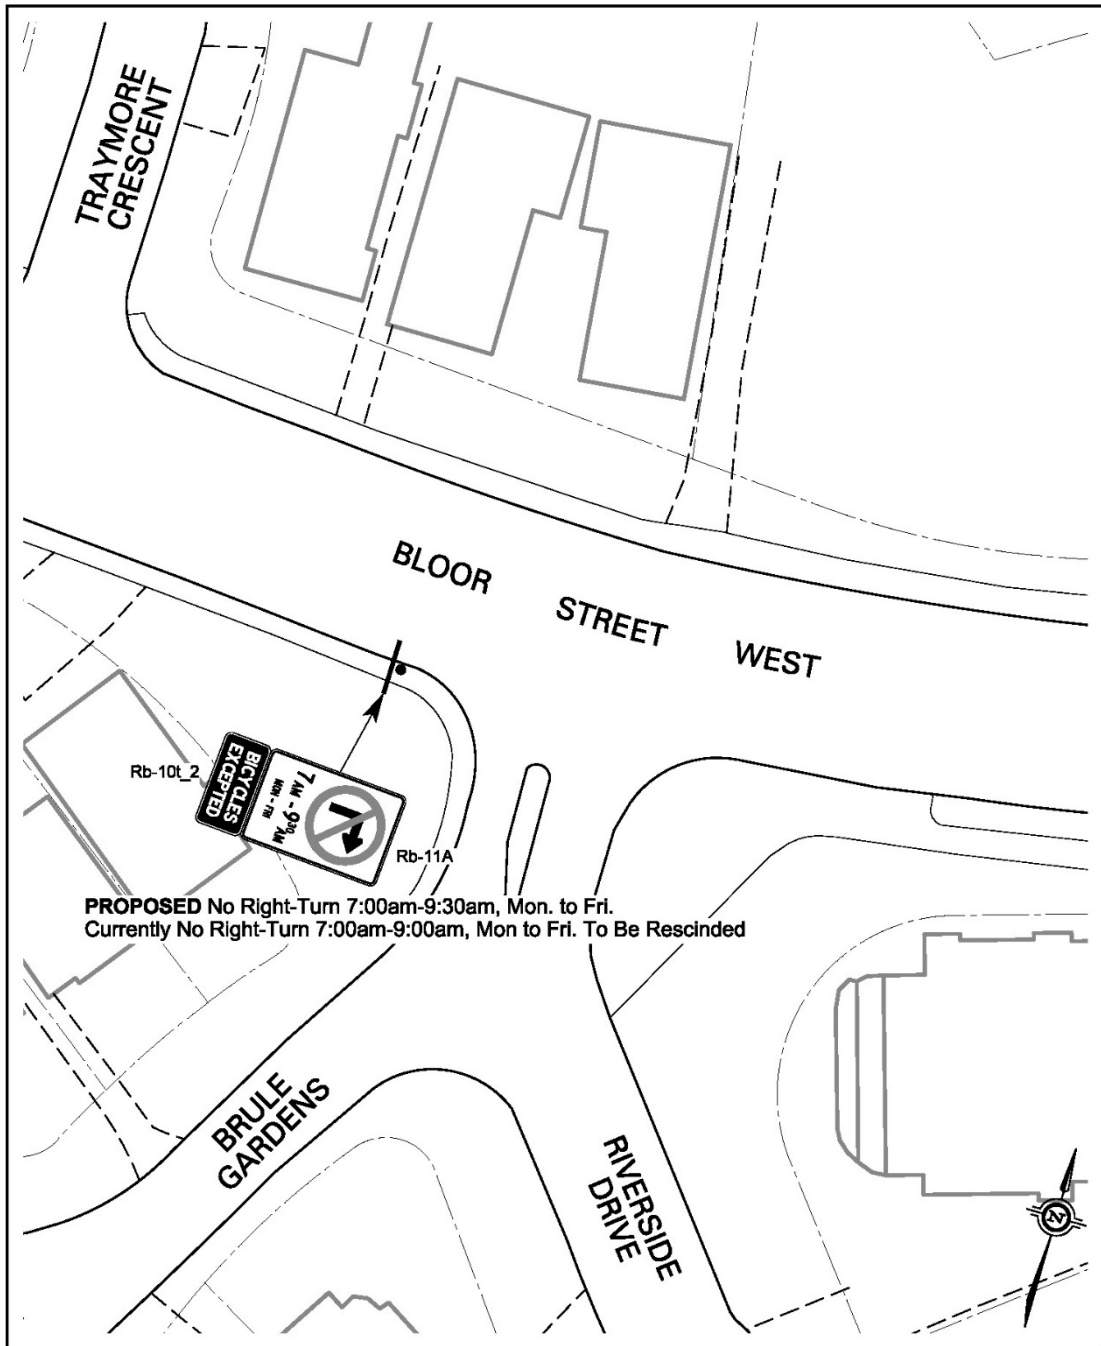 TRAYMORE
CRESCENT
BLOOR STREET WEST
Rb-10t_2
BICYCLES
EXCEPTED
7 AM - 9³⁰ AM
MON - FRI
Rb-11A
PROPOSED No Right-Turn 7:00am-9:30am, Mon. to Fri.
Currently No Right-Turn 7:00am-9:00am, Mon to Fri. To Be Rescinded
BRULE
GARDENS
RIVERSIDE
DRIVE
N